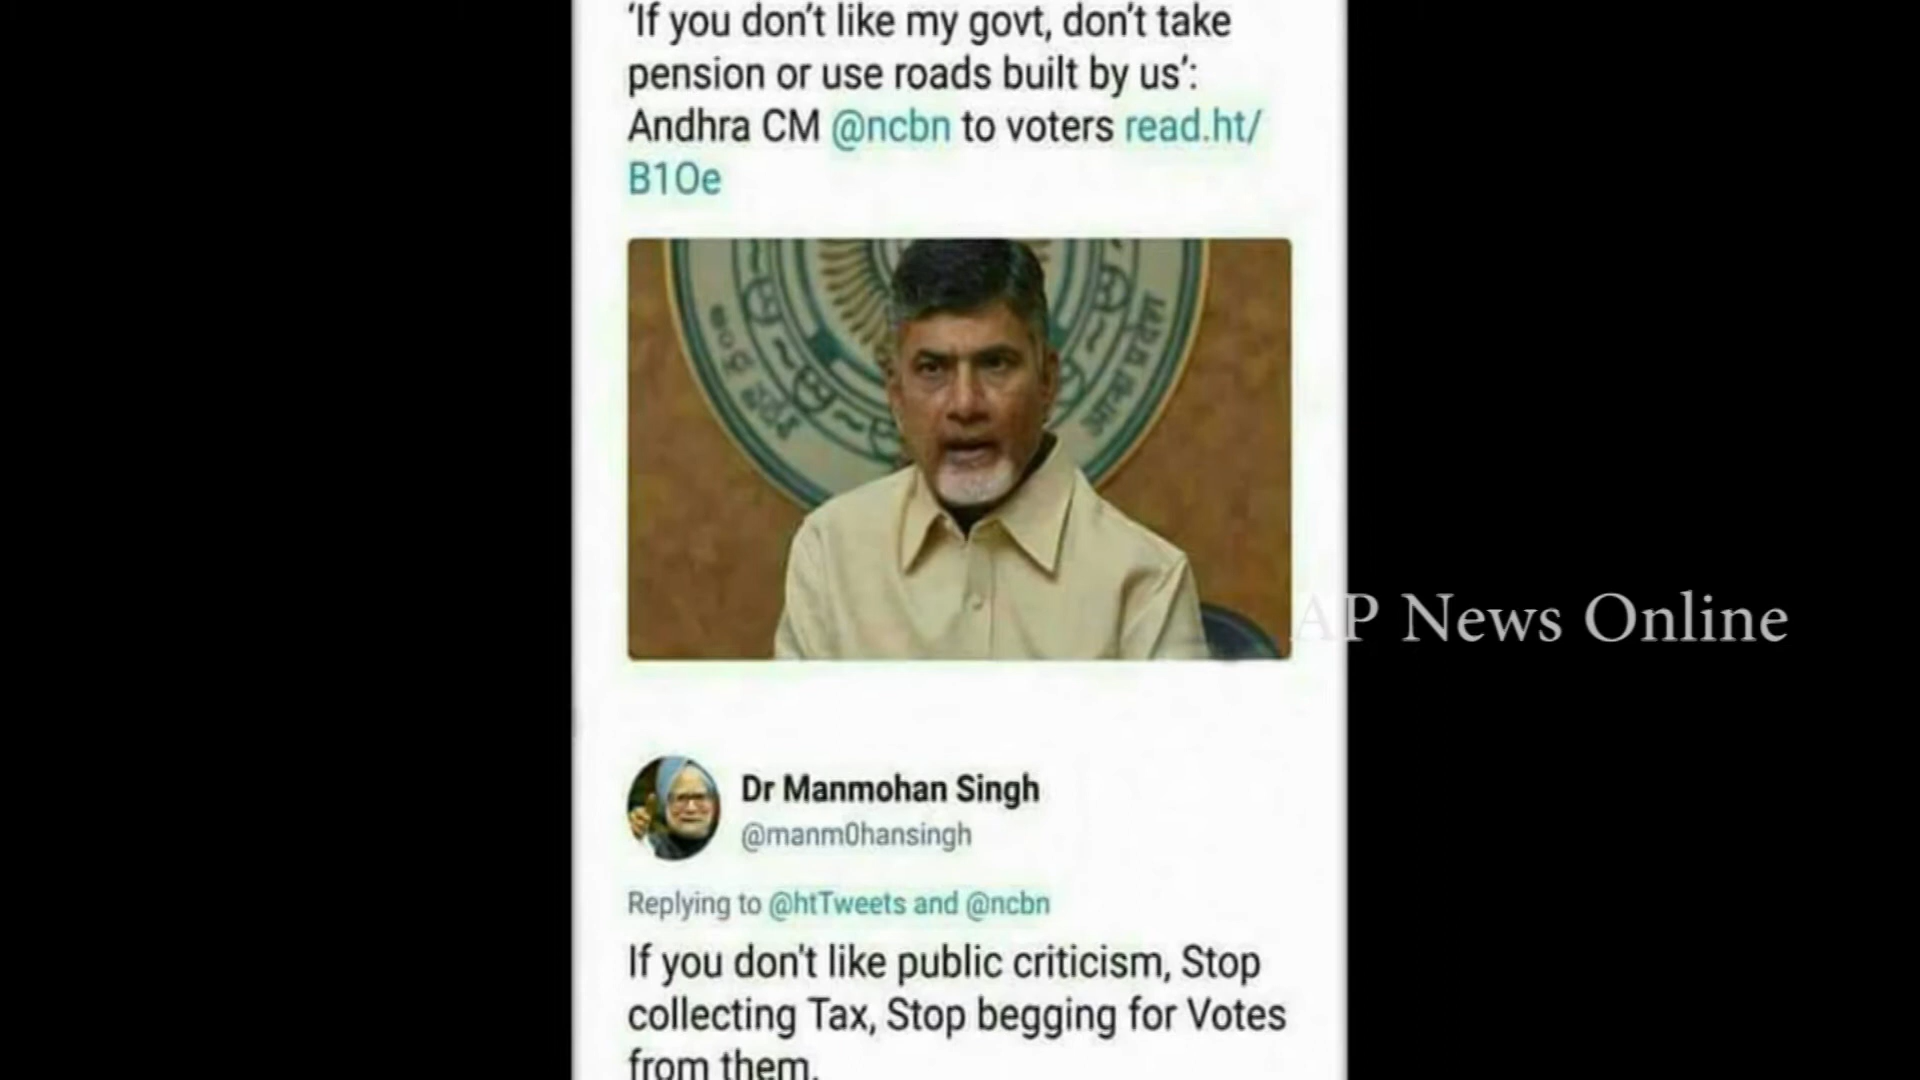 ‘If you don’t like my govt, don’t take
pension or use roads built by us’:
Andhra CM @ncbn to voters read.ht/
B1Oe
आन्ध्र प्रदेश
AP News Online
Dr Manmohan Singh
@manm0hansingh
Replying to @htTweets and @ncbn
If you don't like public criticism, Stop
collecting Tax, Stop begging for Votes
from them.